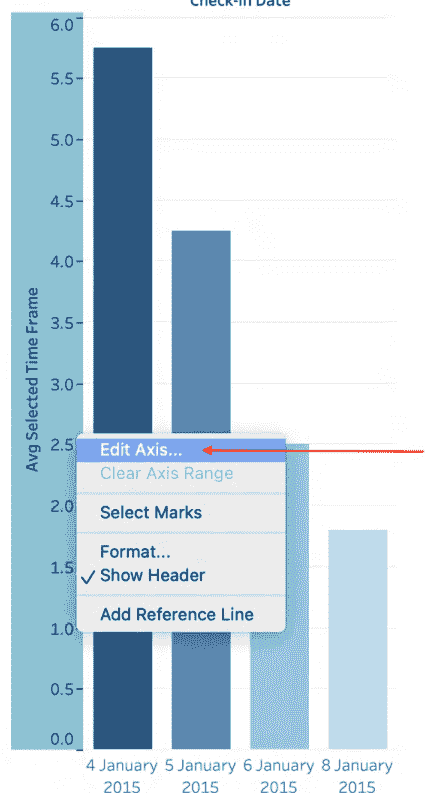 Check-in Date
6.0
5.5
5.0
4.5
4.0
3.5
3.0
2.5
2.0
1.5
1.0
0.5
0.0
Avg Selected Time Frame
Edit Axis...
Clear Axis Range
Select Marks
Format...
Show Header
Add Reference Line
4 January 5 January 6 January 8 January
2015 2015 2015 2015